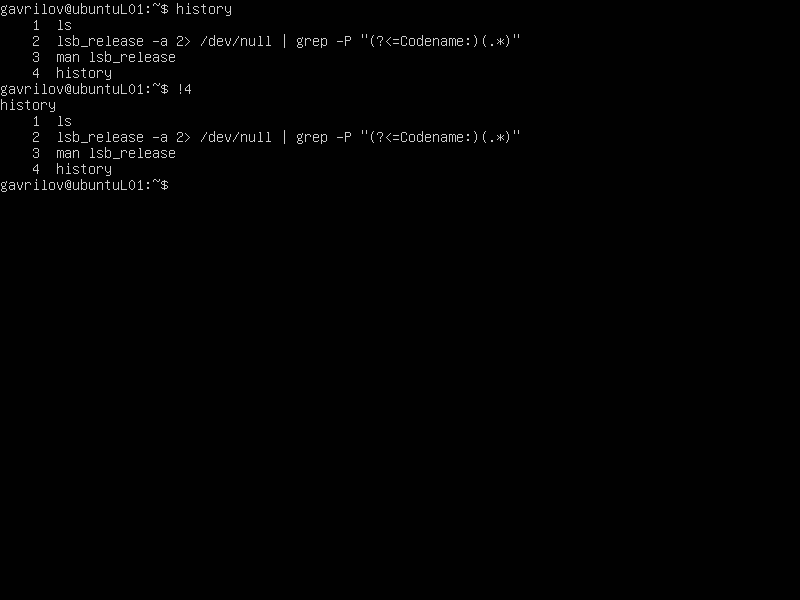 gavrilov@ubuntuL01:~$ history
    1  ls
    2  lsb_release -a 2> /dev/null | grep -P "(?<=Codename:)(.*)"
    3  man lsb_release
    4  history
gavrilov@ubuntuL01:~$ !4
history
    1  ls
    2  lsb_release -a 2> /dev/null | grep -P "(?<=Codename:)(.*)"
    3  man lsb_release
    4  history
gavrilov@ubuntuL01:~$